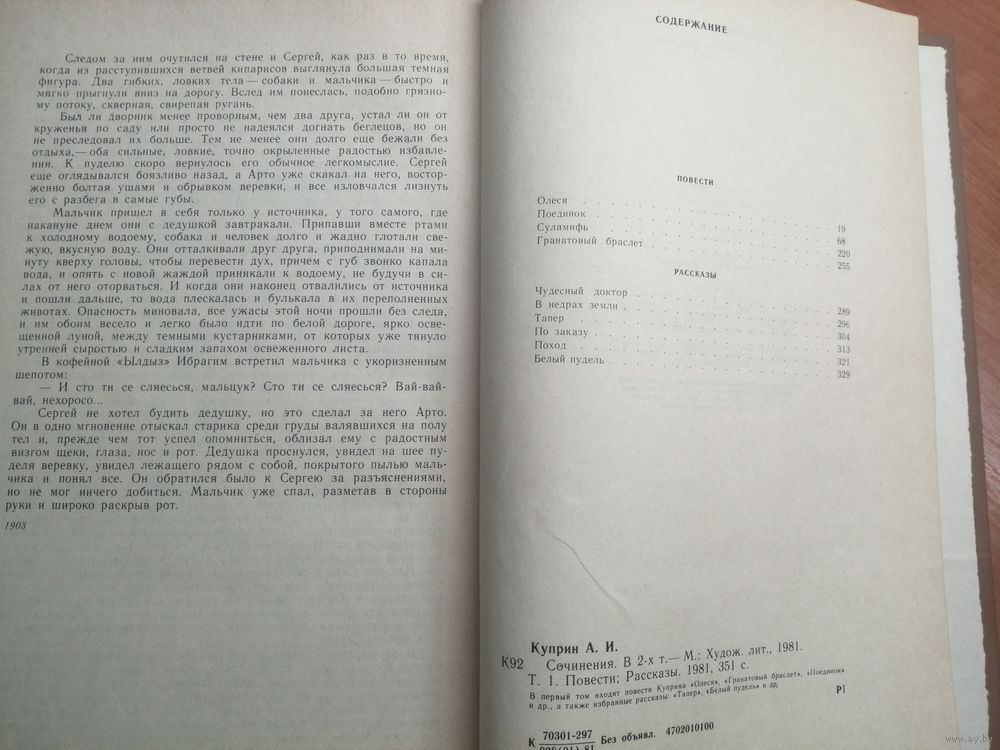 Следом за ним очутился на стене и Сергей, как раз в то время,
когда из расступившихся ветвей кипарисов выглянула большая темная
фигура. Два гибких, ловких тела — собаки и мальчика — быстро и
мягко прыгнули вниз на дорогу. Вслед им понеслась, подобно грязно-
му потоку, скверная, свирепая ругань.
Был ли дворник менее проворным, чем два друга, устал ли он от
круженья по саду или просто не надеялся догнать беглецов, но он
не преследовал их больше. Тем не менее они долго еще бежали без
отдыха,— оба сильные, ловкие, точно окрыленные радостью избавле-
ния. К пуделю скоро вернулось его обычное легкомыслие. Сергей
еще оглядывался боязливо назад, а Арто уже скакал на него, востор-
женно болтая ушами и обрывком веревки, и все изловчался лизнуть
его с разбега в самые губы.
Мальчик пришел в себя только у источника, у того самого, где
накануне днем они с дедушкой завтракали. Припавши вместе ртами
к холодному водоему, собака и человек долго и жадно глотали све-
жую, вкусную воду. Они отталкивали друг друга, приподнимали на ми-
нуту кверху головы, чтобы перевести дух, причем с губ звонко капала
вода, и опять с новой жаждой приникали к водоему, не будучи в си-
лах от него оторваться. И когда они наконец отвалились от источника
и пошли дальше, то вода плескалась и булькала в их переполненных
животах. Опасность миновала, все ужасы этой ночи прошли без следа,
и им обоим весело и легко было идти по белой дороге, ярко осве-
щенной луной, между темными кустарниками, от которых уже тянуло
утренней сыростью и сладким запахом освеженного листа.
В кофейной «Ылдыз» Ибрагим встретил мальчика с укоризненным
шепотом:
— И сто ти се сляесься, мальцук? Сто ти се сляесься? Вай-вай-
вай, нехоросо...
Сергей не хотел будить дедушку, но это сделал за него Арто.
Он в одно мгновение отыскал старика среди груды валявшихся на полу
тел и, прежде чем тот успел опомниться, облизал ему с радостным
визгом щеки, глаза, нос и рот. Дедушка проснулся, увидел на шее пу-
деля веревку, увидел лежащего рядом с собой, покрытого пылью маль-
чика и понял все. Он обратился было к Сергею за разъяснениями,
но не мог ничего добиться. Мальчик уже спал, разметав в стороны
руки и широко раскрыв рот.
1903
СОДЕРЖАНИЕ
ПОВЕСТИ
Олеся . . . 19
Поединок . . . 68
Суламифь . . . 220
Гранатовый браслет . . . 255
РАССКАЗЫ
Чудесный доктор . . . 289
В недрах земли . . . 296
Тапер . . . 304
По заказу . . . 313
Поход . . . 321
Белый пудель . . . 329
Куприн А. И.
К92 Сочинения. В 2-х т.— М.: Худож. лит., 1981.
Т. 1. Повести; Рассказы. 1981, 351 с.
В первый том входят повести Куприна «Олеся», «Гранатовый браслет», «Поединок»
и др., а также избранные рассказы: «Тапер», «Белый пудель» и др.
Р1
К 70301-297 Без объявл. 4702010100
028(01)-81
www.ay.by